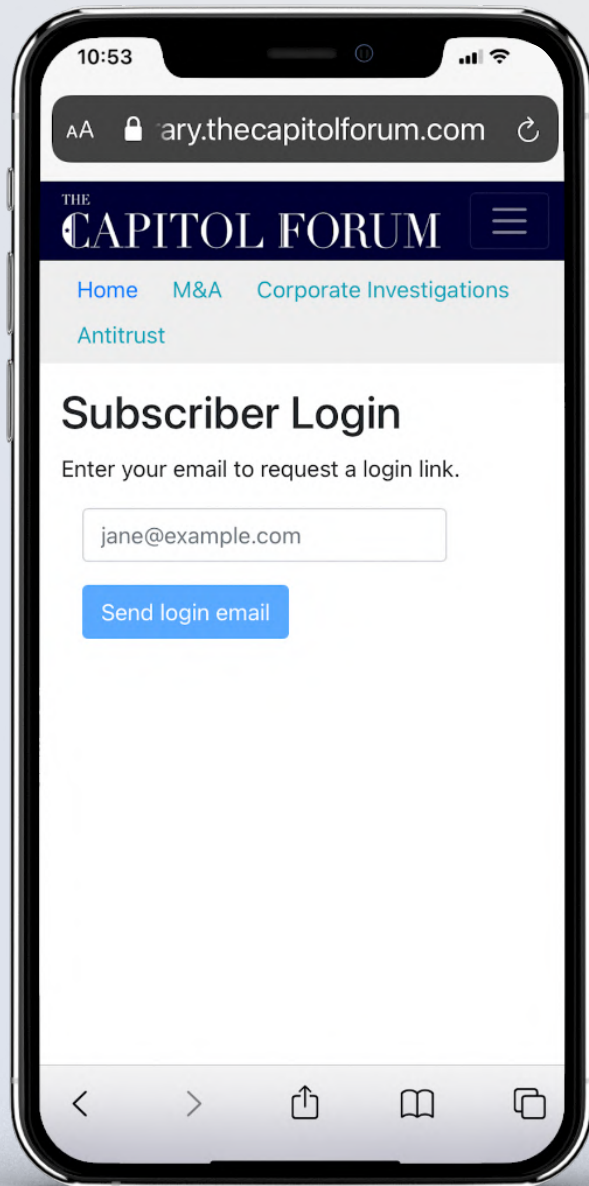 10:53
AA ary.thecapitolforum.com
THE
CAPITOL FORUM
Home M&A Corporate Investigations
Antitrust
Subscriber Login
Enter your email to request a login link.
jane@example.com
Send login email